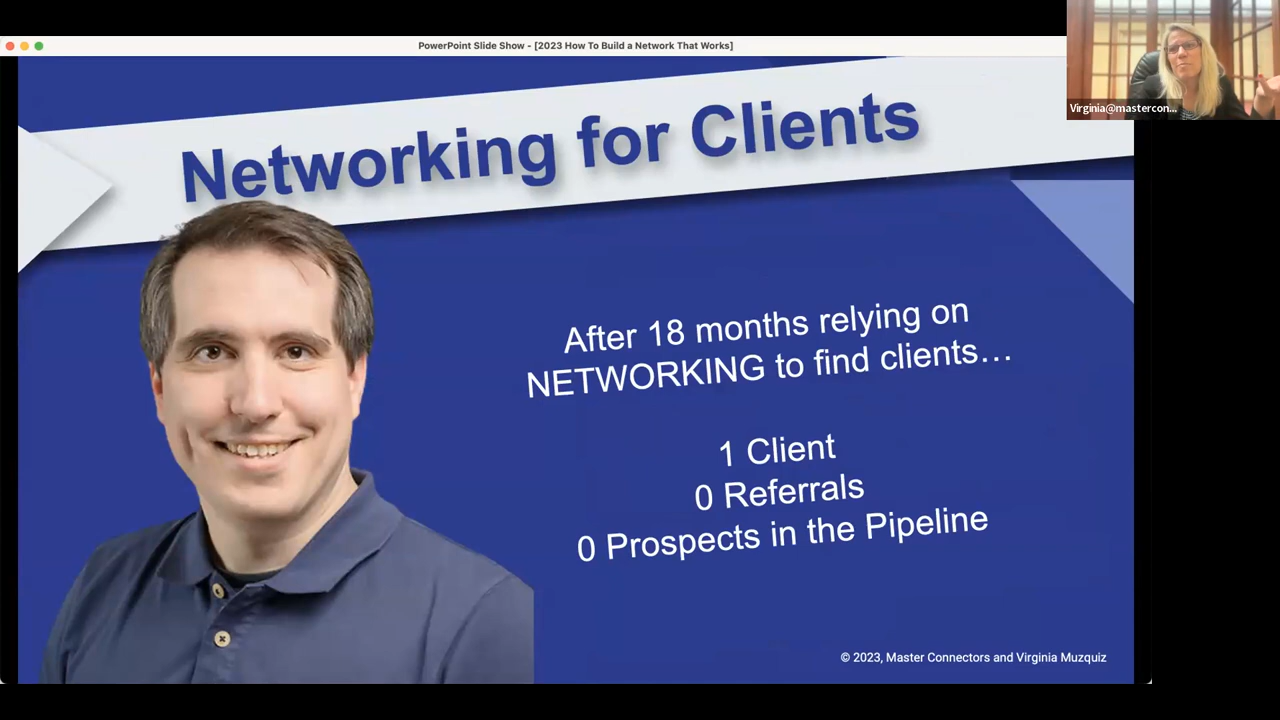 PowerPoint Slide Show - [2023 How To Build a Network That Works]
Virginia@mastercon...
Networking for Clients
After 18 months relying on
NETWORKING to find clients…
1 Client
0 Referrals
0 Prospects in the Pipeline
© 2023, Master Connectors and Virginia Muzquiz